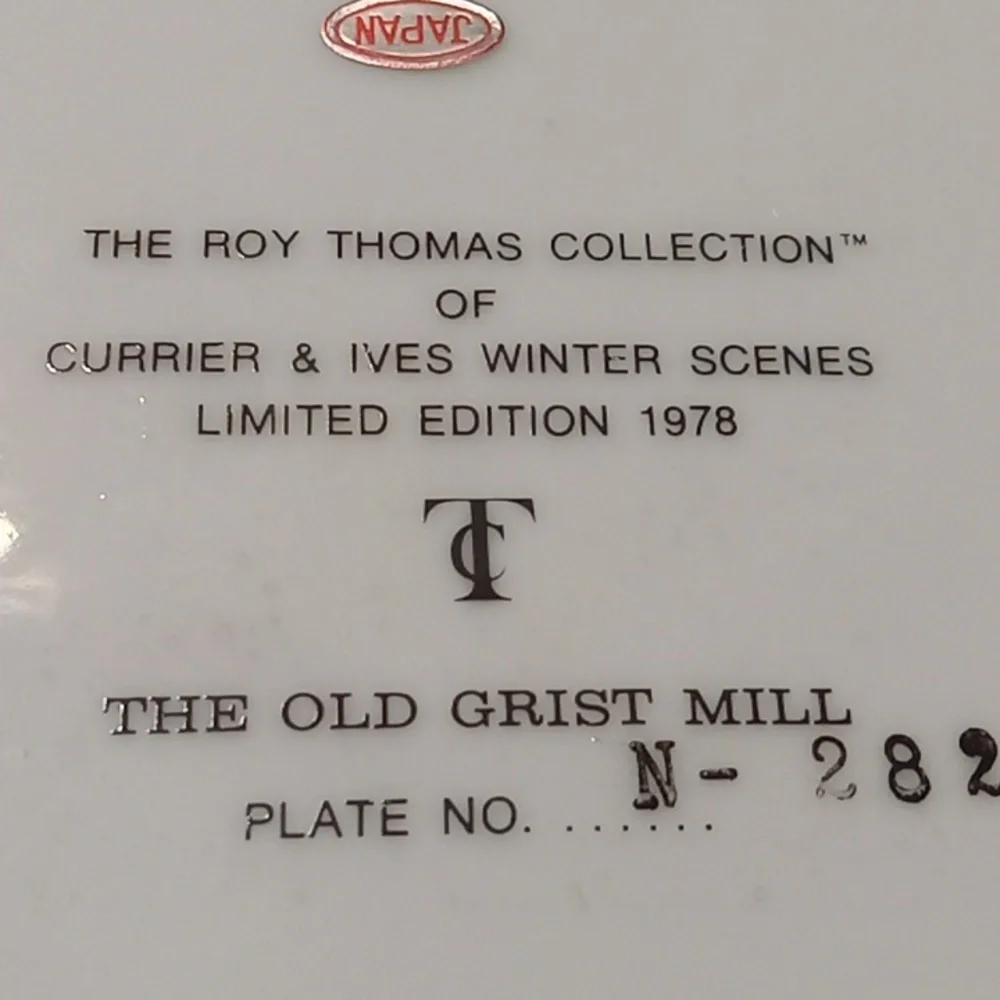 JAPAN
THE ROY THOMAS COLLECTION™
OF
CURRIER & IVES WINTER SCENES
LIMITED EDITION 1978
TC
THE OLD GRIST MILL
N- 282
PLATE NO. . . . . . . .